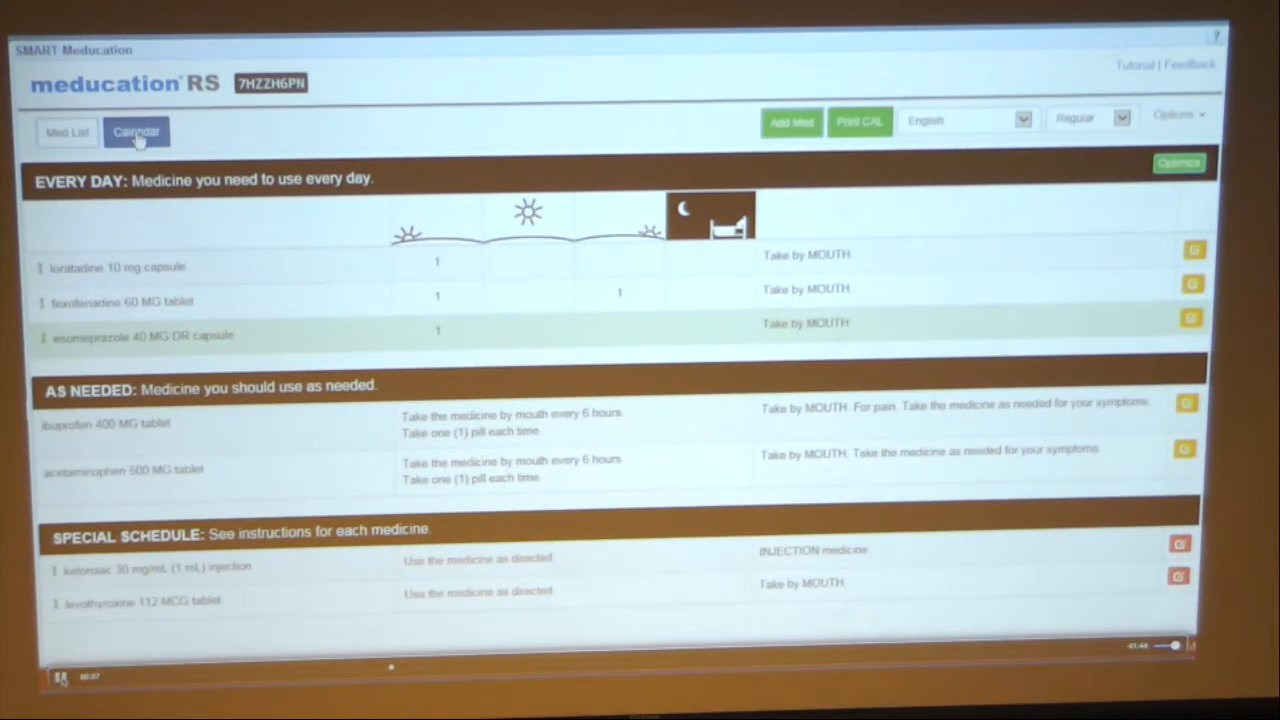 SMART Meducation
?
meducation RS 7HZZH6PN
Tutorial | Feedback
Med List Calendar Add Med Print CAL English Regular Options
EVERY DAY: Medicine you need to use every day. Optimize
loratadine 10 mg capsule 1 Take by MOUTH.
fexofenadine 60 MG tablet 1 1 Take by MOUTH.
esomeprazole 40 MG DR capsule 1 Take by MOUTH.
AS NEEDED: Medicine you should use as needed.
ibuprofen 400 MG tablet Take the medicine by mouth every 6 hours. Take by MOUTH. For pain. Take the medicine as needed for your symptoms.
Take one (1) pill each time.
acetaminophen 500 MG tablet Take the medicine by mouth every 6 hours. Take by MOUTH. Take the medicine as needed for your symptoms.
Take one (1) pill each time.
SPECIAL SCHEDULE: See instructions for each medicine.
ketorolac 30 mg/mL (1 mL) injection Use the medicine as directed. INJECTION medicine.
levothyroxine 112 MCG tablet Use the medicine as directed. Take by MOUTH.